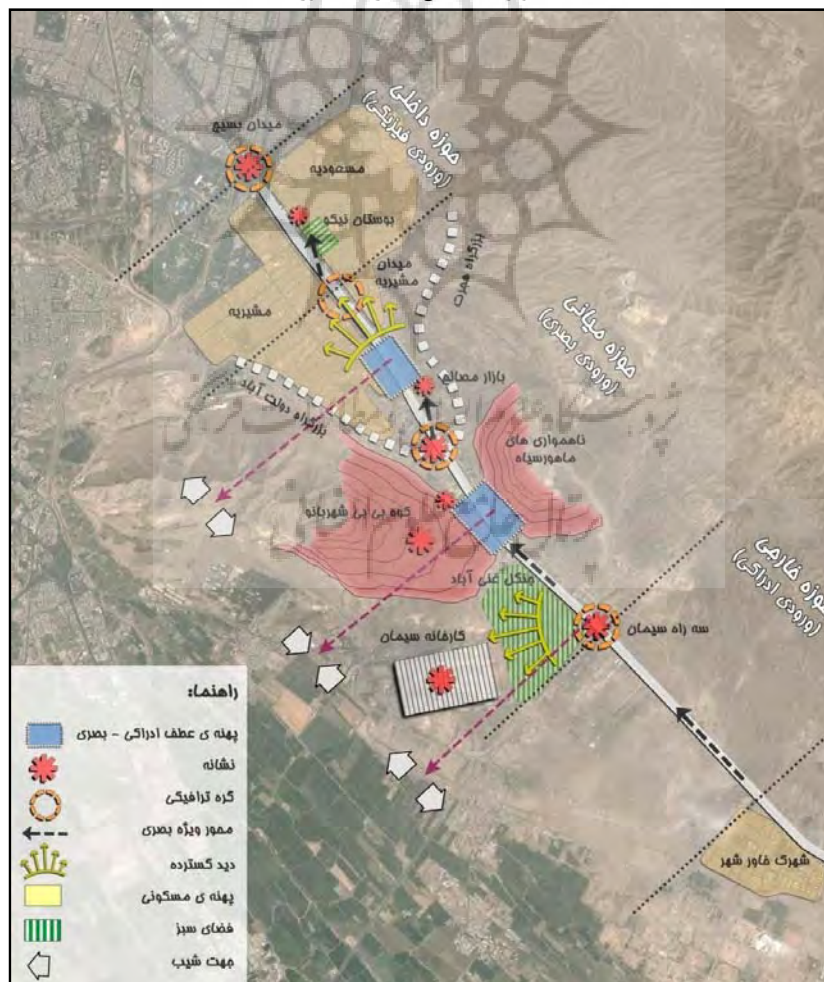 میدان بسیج
حوزه داخلی
(ورودی فیزیکی)
مسعودیه
بوستان نیکو
میدان
مشیریه
بزرگراه همت
مشیریه
حوزه میانی
(ورودی بصری)
بازار مصالح
بزرگراه دولت آباد
ناهمواری های
ماهورسیاه
کوه بی بی شهربانو
جنگل غنی آباد
حوزه خارجی
(ورودی ادراکی)
سه راه سیمان
کارخانه سیمان
شهرک خاور شهر
راهنما:
پهنه ی عطف ادراکی - بصری
نشانه
گره ترافیکی
محور ویژه بصری
دید گسترده
پهنه ی مسکونی
فضای سبز
جهت شیب